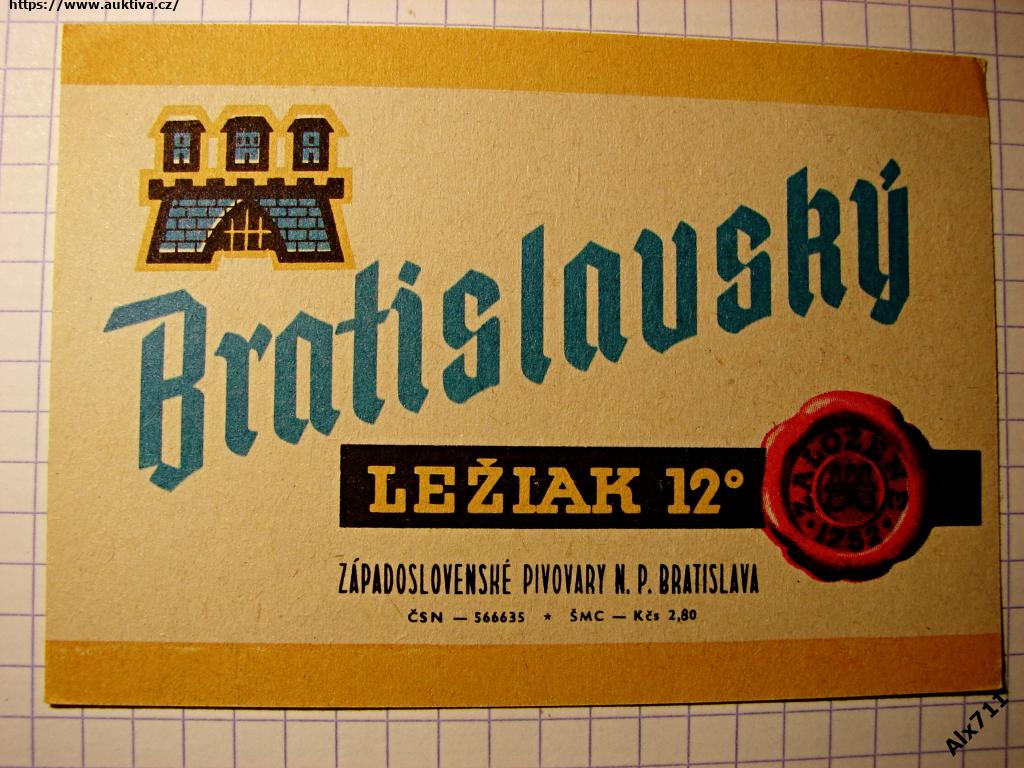 https://www.auktiva.cz/
Bratislavský
LEŽIAK 12°
ZALOŽENÉ
·1752·
ZÁPADOSLOVENSKÉ PIVOVARY N. P. BRATISLAVA
ČSN — 566635 * ŠMC — Kčs 2,80
Alx711